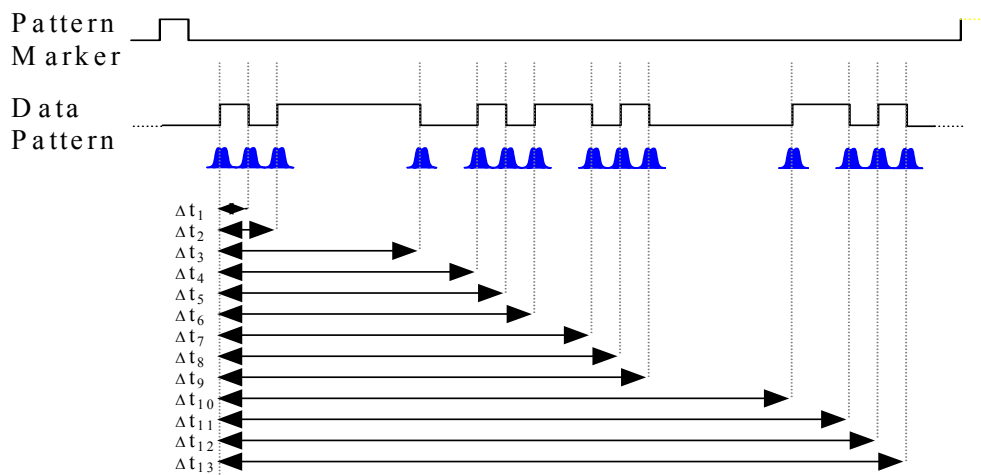 Pattern
Marker
Data
Pattern
Δt1
Δt2
Δt3
Δt4
Δt5
Δt6
Δt7
Δt8
Δt9
Δt10
Δt11
Δt12
Δt13